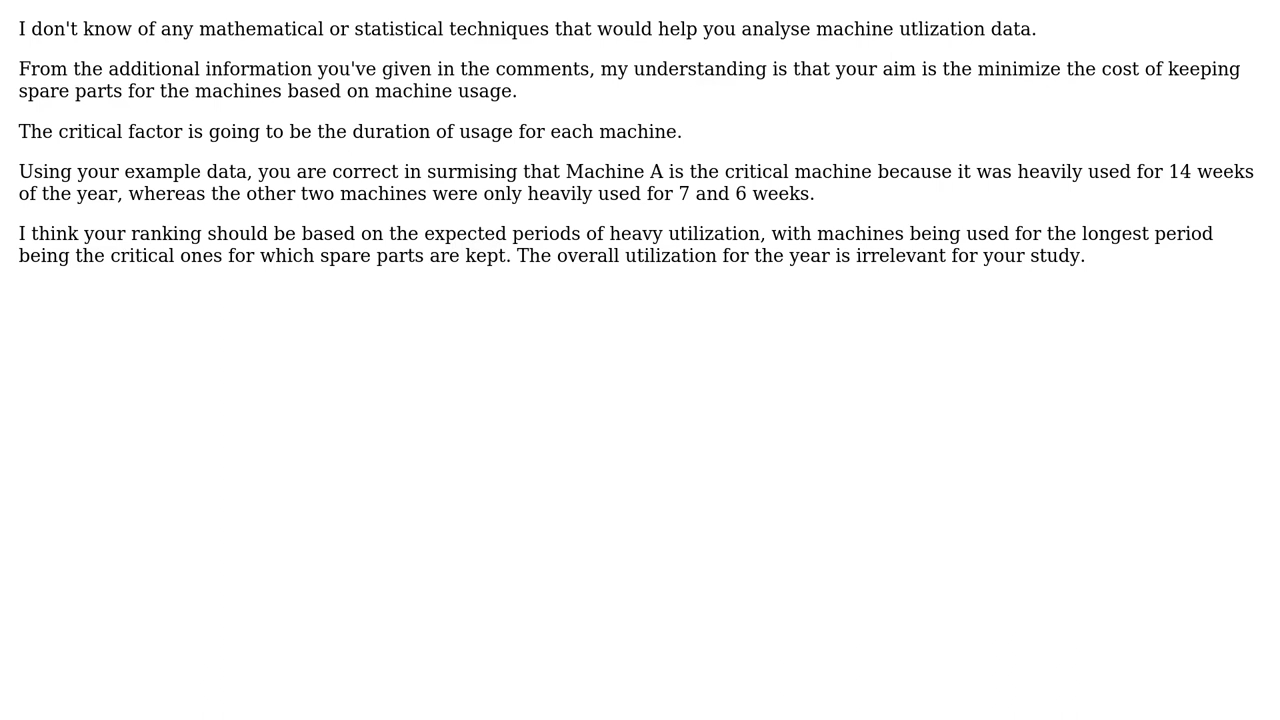 I don't know of any mathematical or statistical techniques that would help you analyse machine utlization data.
From the additional information you've given in the comments, my understanding is that your aim is the minimize the cost of keeping
spare parts for the machines based on machine usage.
The critical factor is going to be the duration of usage for each machine.
Using your example data, you are correct in surmising that Machine A is the critical machine because it was heavily used for 14 weeks
of the year, whereas the other two machines were only heavily used for 7 and 6 weeks.
I think your ranking should be based on the expected periods of heavy utilization, with machines being used for the longest period
being the critical ones for which spare parts are kept. The overall utilization for the year is irrelevant for your study.